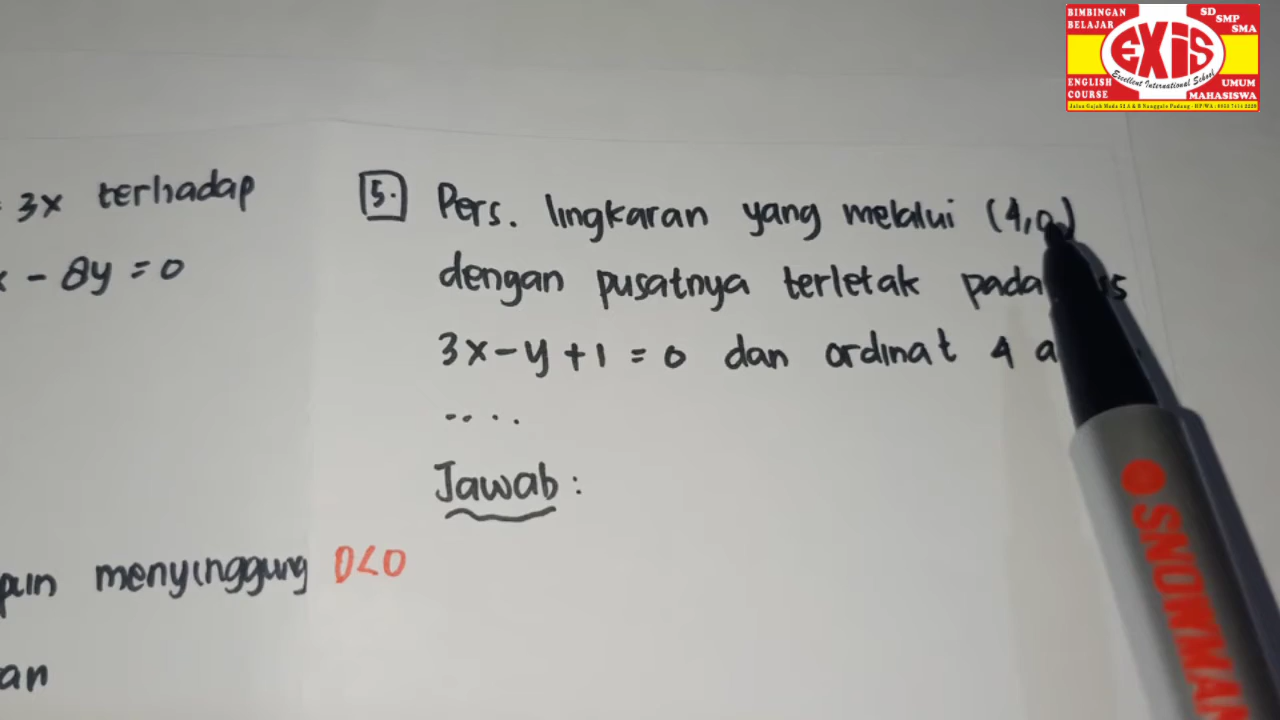 BIMBINGAN
BELAJAR
SD
SMP
SMA
EXIS
Excellent International School
ENGLISH
COURSE
UMUM
MAHASISWA
3x terhadap
- 8y = 0
menyinggung D<0
an
5. Pers. lingkaran yang melalui (4,0)
dengan pusatnya terletak pada
3x - y + 1 = 0 dan ordinat 4 a
....
Jawab :
SNOWMAN